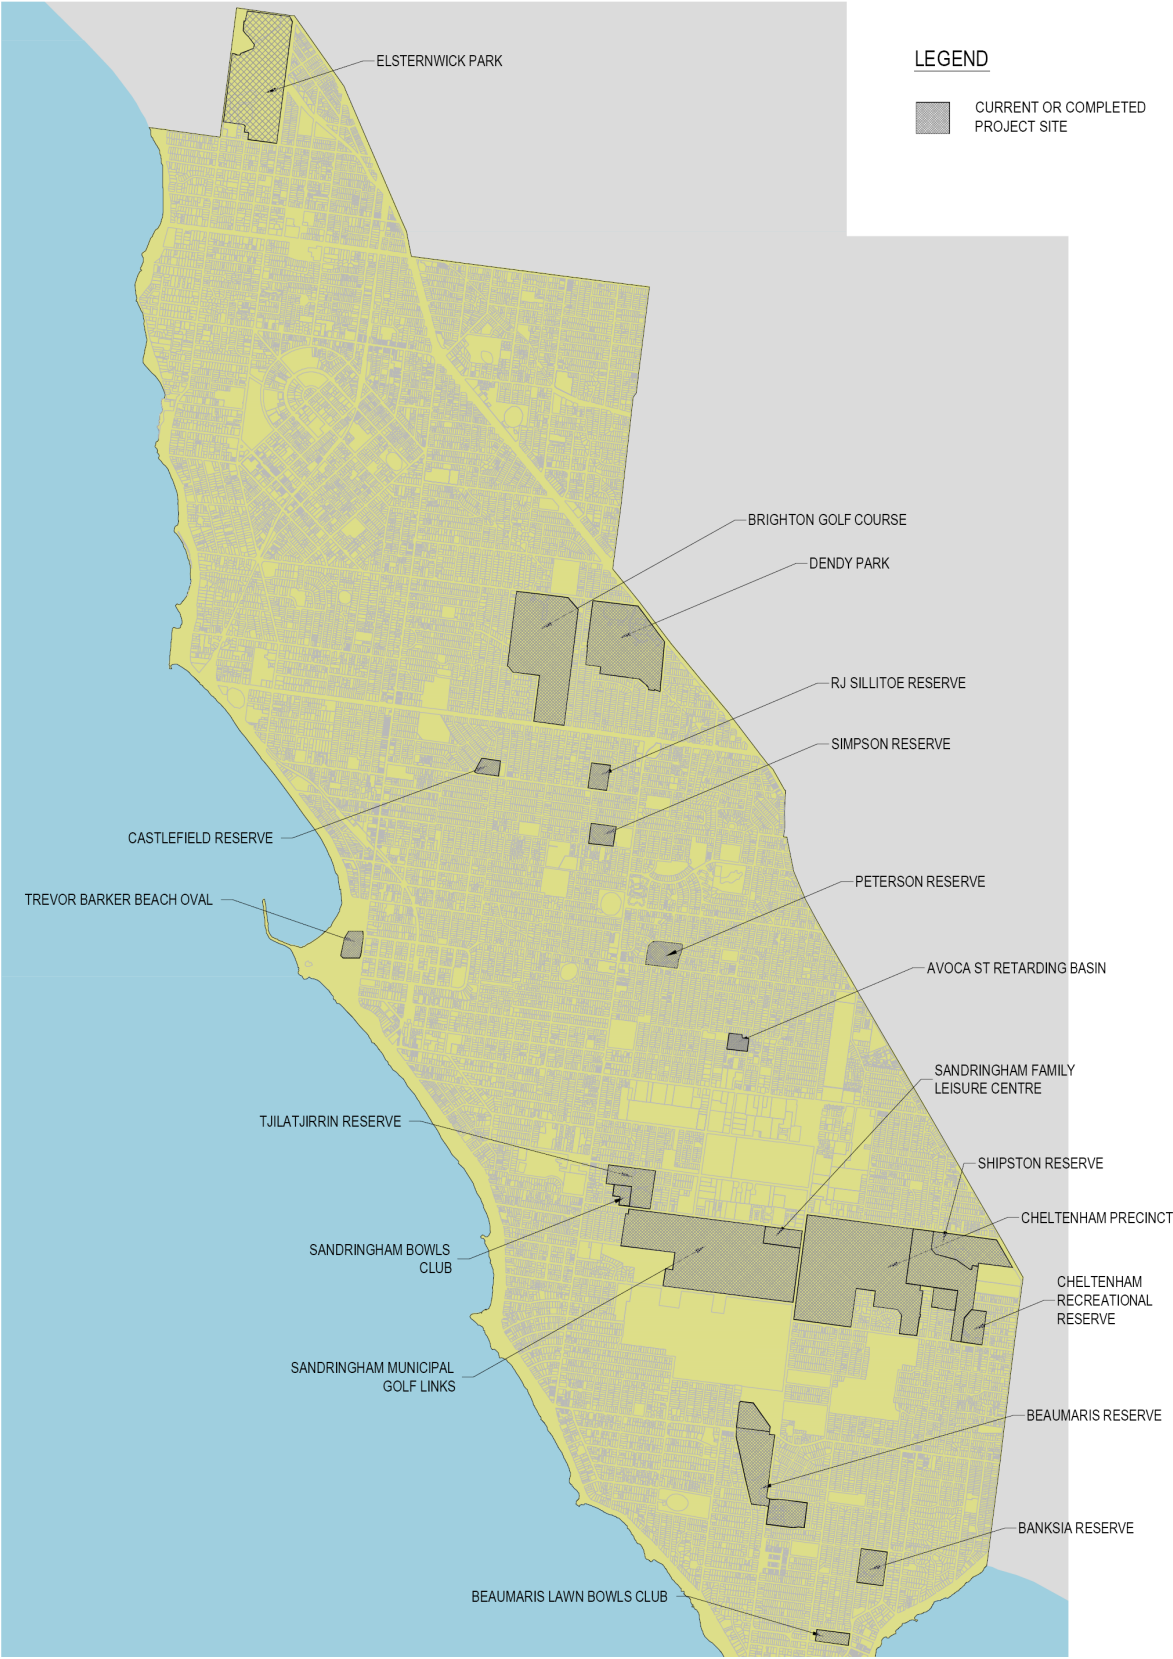 ELSTERNWICK PARK
LEGEND
CURRENT OR COMPLETED
PROJECT SITE
BRIGHTON GOLF COURSE
DENDY PARK
RJ SILLITOE RESERVE
SIMPSON RESERVE
CASTLEFIELD RESERVE
PETERSON RESERVE
TREVOR BARKER BEACH OVAL
AVOCA ST RETARDING BASIN
SANDRINGHAM FAMILY
LEISURE CENTRE
TJILATJIRRIN RESERVE
SHIPSTON RESERVE
CHELTENHAM PRECINCT
SANDRINGHAM BOWLS
CLUB
CHELTENHAM
RECREATIONAL
RESERVE
SANDRINGHAM MUNICIPAL
GOLF LINKS
BEAUMARIS RESERVE
BANKSIA RESERVE
BEAUMARIS LAWN BOWLS CLUB